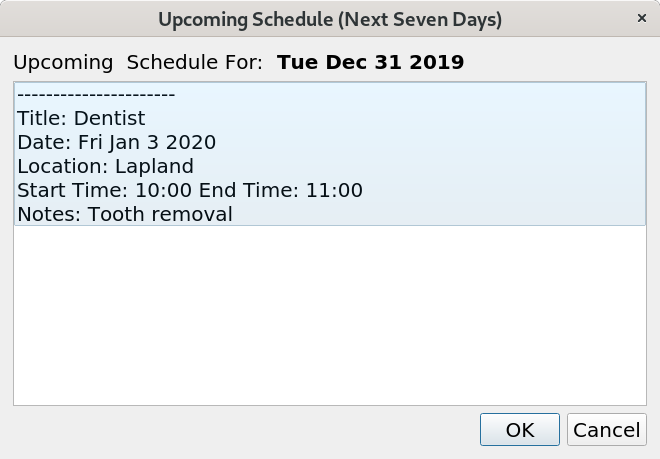 Upcoming Schedule (Next Seven Days)
×
Upcoming  Schedule For:  Tue Dec 31 2019
----------------------
Title: Dentist
Date: Fri Jan 3 2020
Location: Lapland
Start Time: 10:00 End Time: 11:00
Notes: Tooth removal
OK
Cancel